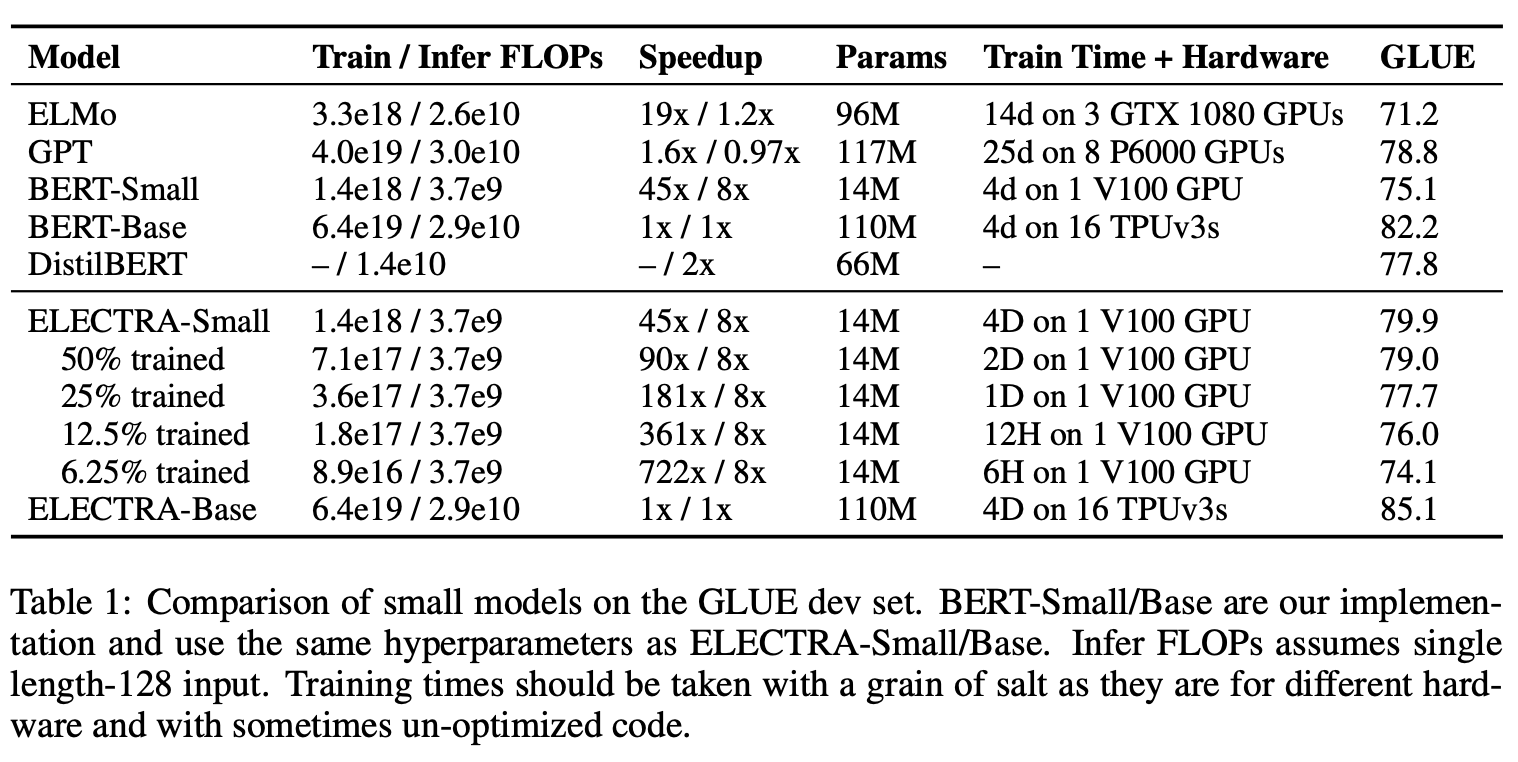 Model Train / Infer FLOPs Speedup Params Train Time + Hardware GLUE
ELMo 3.3e18 / 2.6e10 19x / 1.2x 96M 14d on 3 GTX 1080 GPUs 71.2
GPT 4.0e19 / 3.0e10 1.6x / 0.97x 117M 25d on 8 P6000 GPUs 78.8
BERT-Small 1.4e18 / 3.7e9 45x / 8x 14M 4d on 1 V100 GPU 75.1
BERT-Base 6.4e19 / 2.9e10 1x / 1x 110M 4d on 16 TPUv3s 82.2
DistilBERT – / 1.4e10 – / 2x 66M – 77.8
ELECTRA-Small 1.4e18 / 3.7e9 45x / 8x 14M 4D on 1 V100 GPU 79.9
50% trained 7.1e17 / 3.7e9 90x / 8x 14M 2D on 1 V100 GPU 79.0
25% trained 3.6e17 / 3.7e9 181x / 8x 14M 1D on 1 V100 GPU 77.7
12.5% trained 1.8e17 / 3.7e9 361x / 8x 14M 12H on 1 V100 GPU 76.0
6.25% trained 8.9e16 / 3.7e9 722x / 8x 14M 6H on 1 V100 GPU 74.1
ELECTRA-Base 6.4e19 / 2.9e10 1x / 1x 110M 4D on 16 TPUv3s 85.1
Table 1: Comparison of small models on the GLUE dev set. BERT-Small/Base are our implemen-
tation and use the same hyperparameters as ELECTRA-Small/Base. Infer FLOPs assumes single
length-128 input. Training times should be taken with a grain of salt as they are for different hard-
ware and with sometimes un-optimized code.